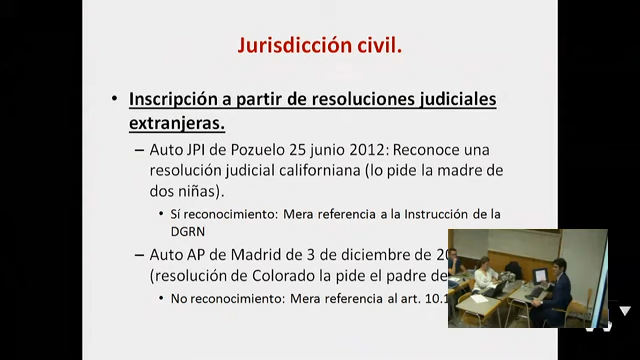 Jurisdicción civil.
• Inscripción a partir de resoluciones judiciales
extranjeras.
– Auto JPI de Pozuelo 25 junio 2012: Reconoce una
resolución judicial californiana (lo pide la madre de
dos niñas).
• Sí reconocimiento: Mera referencia a la Instrucción de la
DGRN
– Auto AP de Madrid de 3 de diciembre de
(resolución de Colorado la pide el padre de
• No reconocimiento: Mera referencia al art. 10.